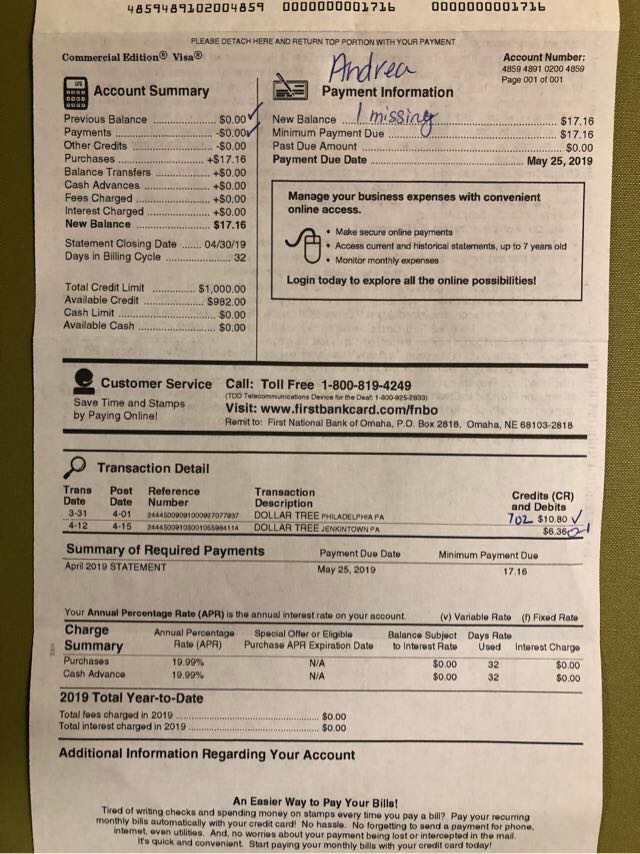 4859489102004859 0000000001716 0000000001716
PLEASE DETACH HERE AND RETURN TOP PORTION WITH YOUR PAYMENT
Commercial Edition® Visa®
Account Number:
4859 4891 0200 4859
Page 001 of 001
Andrea
Account Summary
Previous Balance ............ $0.00 ✓
Payments ............ -$0.00 ✓
Other Credits ............ -$0.00
Purchases ............ +$17.16
Balance Transfers ............ +$0.00
Cash Advances ............ +$0.00
Fees Charged ............ +$0.00
Interest Charged ............ +$0.00
New Balance ............ $17.16
Statement Closing Date ...... 04/30/19
Days in Billing Cycle ............ 32
Total Credit Limit ............ $1,000.00
Available Credit ............ $982.00
Cash Limit ............ $0.00
Available Cash ............ $0.00
Payment Information
1 missing
New Balance ............ $17.16
Minimum Payment Due ............ $17.16
Past Due Amount ............ $0.00
Payment Due Date ............ May 25, 2019
Manage your business expenses with convenient
online access.
• Make secure online payments
• Access current and historical statements, up to 7 years old
• Monitor monthly expenses
Login today to explore all the online possibilities!
Customer Service
Save Time and Stamps
by Paying Online!
Call: Toll Free 1-800-819-4249
(TDD Telecommunications Device for the Deaf: 1-800-925-2833)
Visit: www.firstbankcard.com/fnbo
Remit to: First National Bank of Omaha, P.O. Box 2818, Omaha, NE 68103-2818
Transaction Detail
Trans Date Post Date Reference Number Transaction Description Credits (CR) and Debits
3-31 4-01 24445009091000927077937 DOLLAR TREE PHILADELPHIA PA 702 $10.80 ✓
4-12 4-15 24445009103001055984114 DOLLAR TREE JENKINTOWN PA $6.36
Summary of Required Payments Payment Due Date Minimum Payment Due
April 2019 STATEMENT May 25, 2019 17.16
Your Annual Percentage Rate (APR) is the annual interest rate on your account. (v) Variable Rate (f) Fixed Rate
Charge Summary Annual Percentage Rate (APR) Special Offer or Eligible Purchase APR Expiration Date Balance Subject to Interest Rate Days Rate Used Interest Charge
Purchases 19.99% N/A $0.00 32 $0.00
Cash Advance 19.99% N/A $0.00 32 $0.00
2019 Total Year-to-Date
Total fees charged in 2019 ............ $0.00
Total interest charged in 2019 ............ $0.00
Additional Information Regarding Your Account
An Easier Way to Pay Your Bills!
Tired of writing checks and spending money on stamps every time you pay a bill? Pay your recurring
monthly bills automatically with your credit card! No hassle. No forgetting to send a payment for phone,
internet, even utilities. And, no worries about your payment being lost or intercepted in the mail.
It's quick and convenient. Start paying your monthly bills with your credit card today!